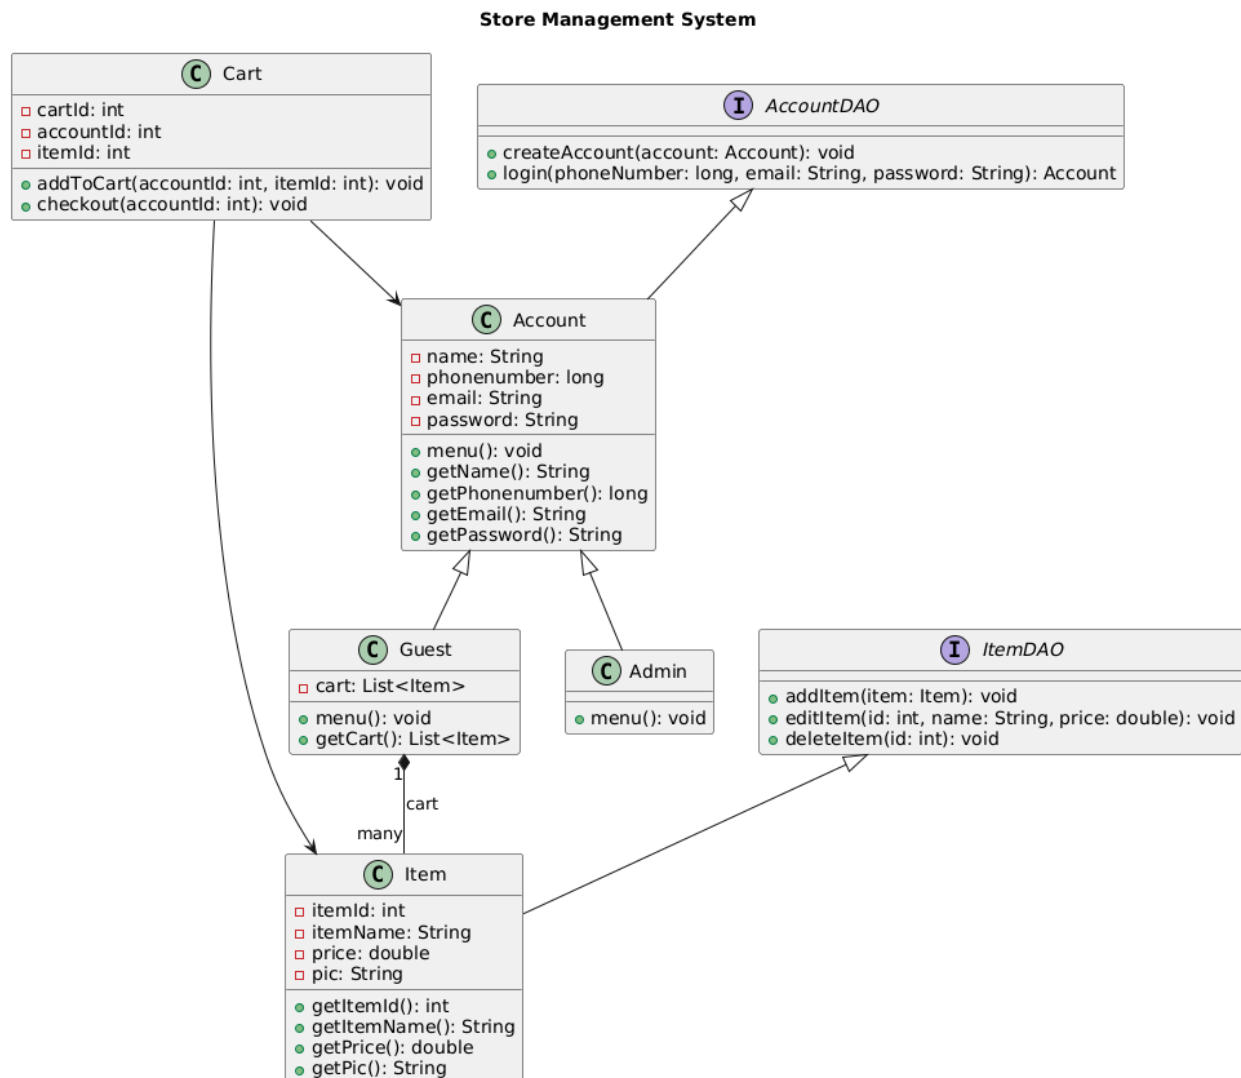 Store Management System
C Cart
cartId: int
accountId: int
itemId: int
addToCart(accountId: int, itemId: int): void
checkout(accountId: int): void
I AccountDAO
createAccount(account: Account): void
login(phoneNumber: long, email: String, password: String): Account
C Account
name: String
phonenumber: long
email: String
password: String
menu(): void
getName(): String
getPhonenumber(): long
getEmail(): String
getPassword(): String
C Guest
cart: List<Item>
menu(): void
getCart(): List<Item>
C Admin
menu(): void
I ItemDAO
addItem(item: Item): void
editItem(id: int, name: String, price: double): void
deleteItem(id: int): void
1
cart
many
C Item
itemId: int
itemName: String
price: double
pic: String
getItemId(): int
getItemName(): String
getPrice(): double
getPic(): String